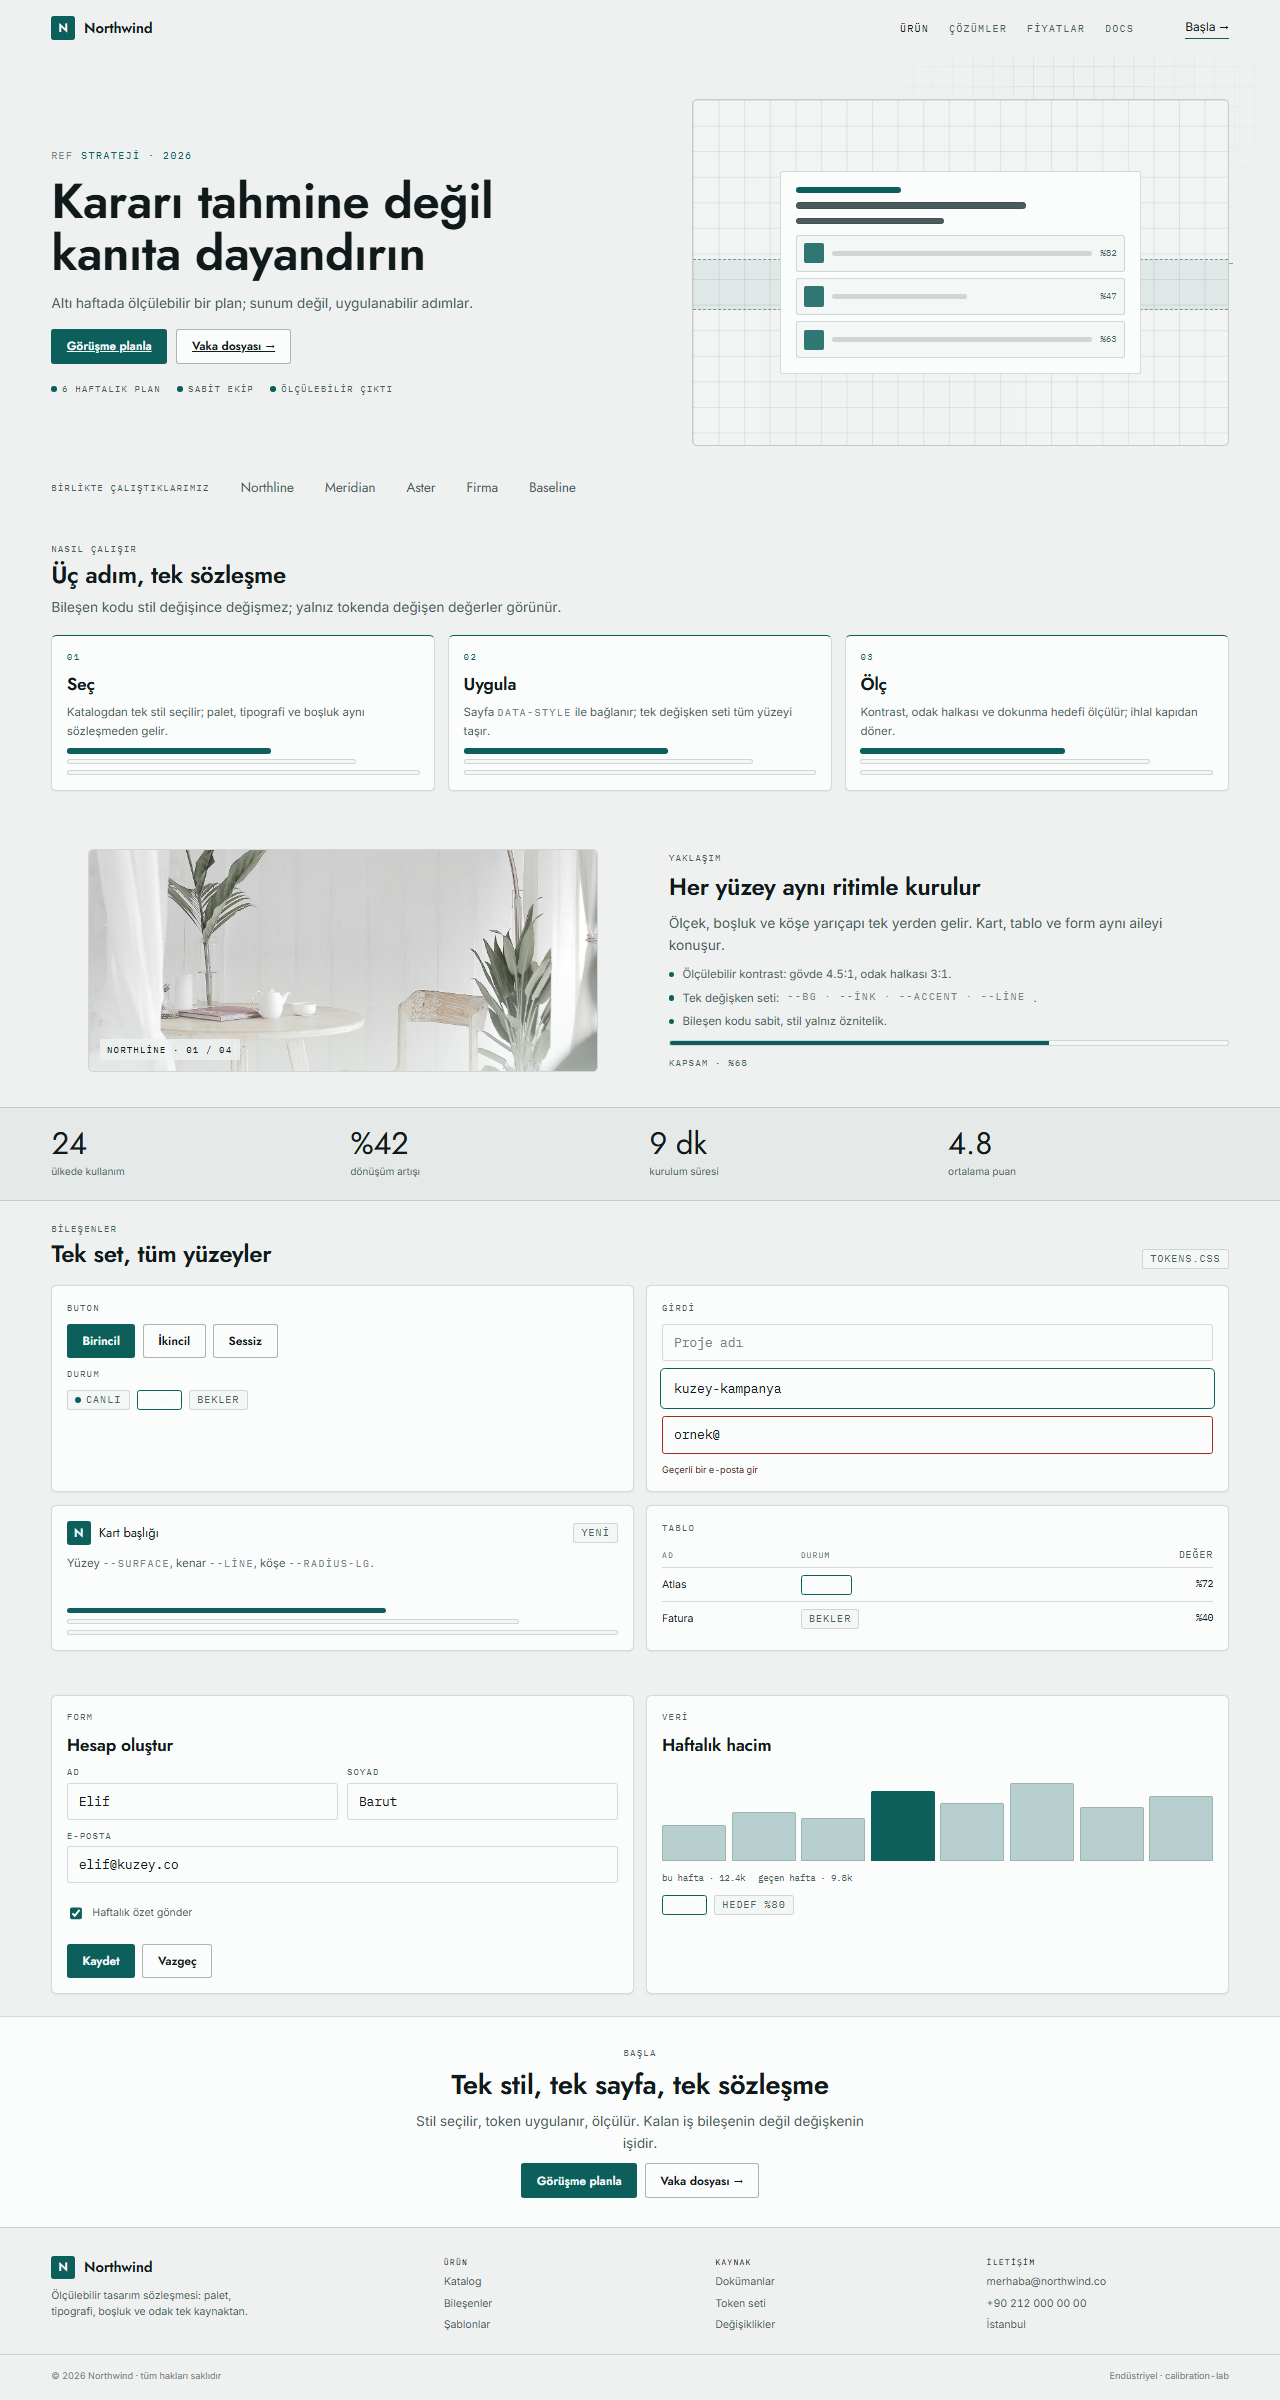 N Northwind
ÜRÜN ÇÖZÜMLER FİYATLAR DOCS Başla →
REF STRATEJİ · 2026
Kararı tahmine değil
kanıta dayandırın
Altı haftada ölçülebilir bir plan; sunum değil, uygulanabilir adımlar.
Görüşme planla Vaka dosyası →
6 HAFTALIK PLAN SABİT EKİP ÖLÇÜLEBİLİR ÇIKTI
%82
%47
%63
BİRLİKTE ÇALIŞTIKLARIMIZ Northline Meridian Aster Firma Baseline
NASIL ÇALIŞIR
Üç adım, tek sözleşme
Bileşen kodu stil değişince değişmez; yalnız tokenda değişen değerler görünür.
01
Seç
Katalogdan tek stil seçilir; palet, tipografi ve boşluk aynı
sözleşmeden gelir.
02
Uygula
Sayfa DATA-STYLE ile bağlanır; tek değişken seti tüm yüzeyi
taşır.
03
Ölç
Kontrast, odak halkası ve dokunma hedefi ölçülür; ihlal kapıdan
döner.
NORTHLİNE · 01 / 04
YAKLAŞIM
Her yüzey aynı ritimle kurulur
Ölçek, boşluk ve köşe yarıçapı tek yerden gelir. Kart, tablo ve form aynı aileyi
konuşur.
Ölçülebilir kontrast: gövde 4.5:1, odak halkası 3:1.
Tek değişken seti: --BG · --İNK · --ACCENT · --LİNE .
Bileşen kodu sabit, stil yalnız öznitelik.
KAPSAM · %68
24
ülkede kullanım
%42
dönüşüm artışı
9 dk
kurulum süresi
4.8
ortalama puan
BİLEŞENLER
Tek set, tüm yüzeyler
TOKENS.CSS
BUTON
Birincil İkincil Sessiz
DURUM
CANLI BEKLER
GİRDİ
Proje adı
kuzey-kampanya
ornek@
Geçerli bir e-posta gir
N Kart başlığı YENİ
Yüzey --SURFACE, kenar --LİNE, köşe --RADİUS-LG.
TABLO
AD DURUM DEĞER
Atlas %72
Fatura BEKLER %40
FORM
Hesap oluştur
AD SOYAD
Elif Barut
E-POSTA
elif@kuzey.co
Haftalık özet gönder
Kaydet Vazgeç
VERİ
Haftalık hacim
bu hafta · 12.4k geçen hafta · 9.8k
HEDEF %80
BAŞLA
Tek stil, tek sayfa, tek sözleşme
Stil seçilir, token uygulanır, ölçülür. Kalan iş bileşenin değil değişkenin
işidir.
Görüşme planla Vaka dosyası →
N Northwind
Ölçülebilir tasarım sözleşmesi: palet,
tipografi, boşluk ve odak tek kaynaktan.
ÜRÜN
Katalog
Bileşenler
Şablonlar
KAYNAK
Dokümanlar
Token seti
Değişiklikler
İLETİŞİM
merhaba@northwind.co
+90 212 000 00 00
İstanbul
© 2026 Northwind · tüm hakları saklıdır
Endüstriyel · calibration-lab